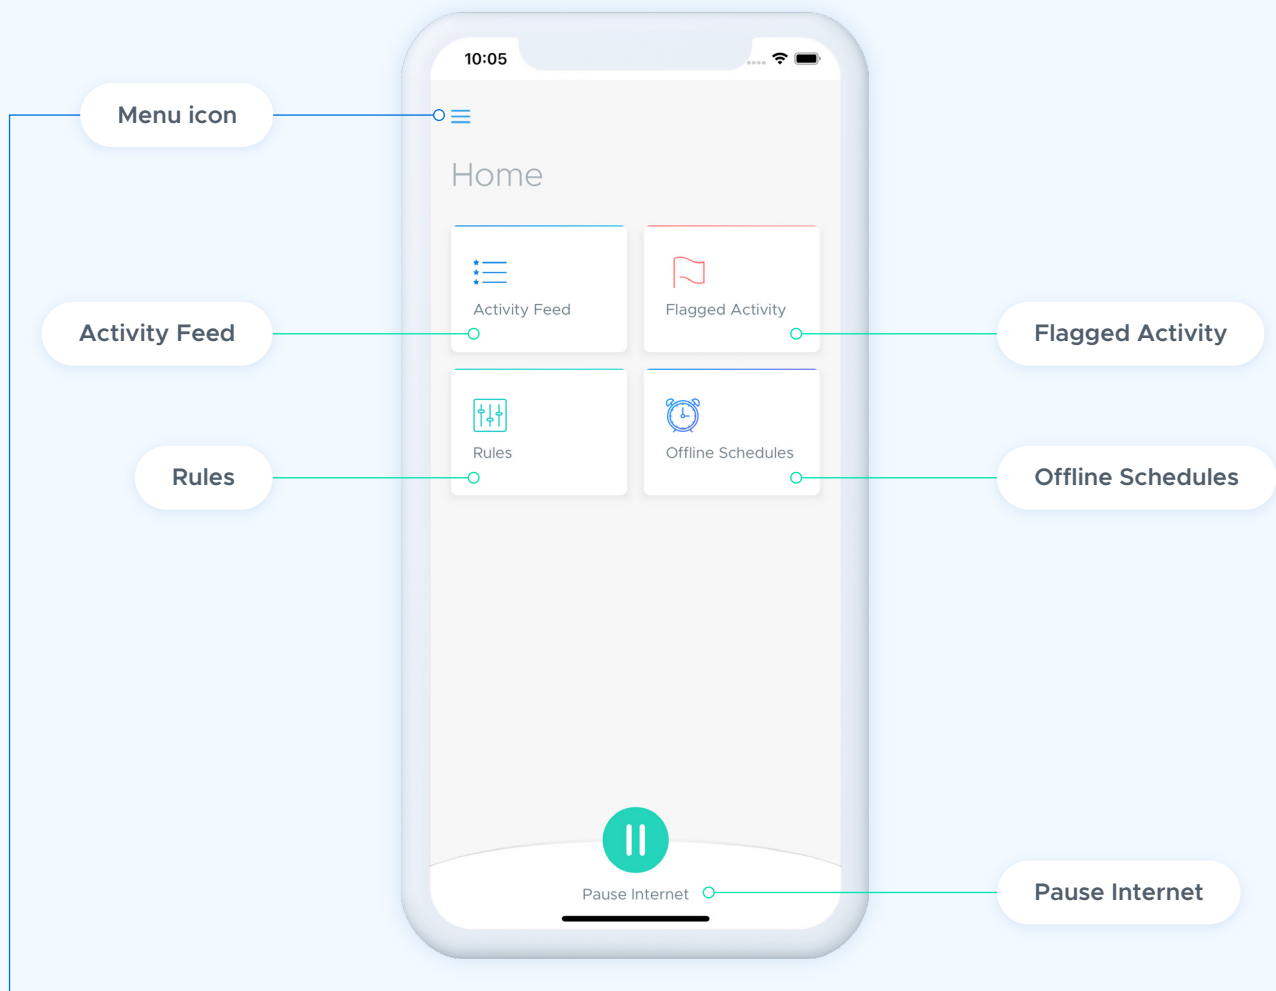 10:05
Menu icon
Home
Activity Feed
Flagged Activity
Activity Feed
Flagged Activity
Rules
Offline Schedules
Rules
Offline Schedules
Pause Internet
Pause Internet